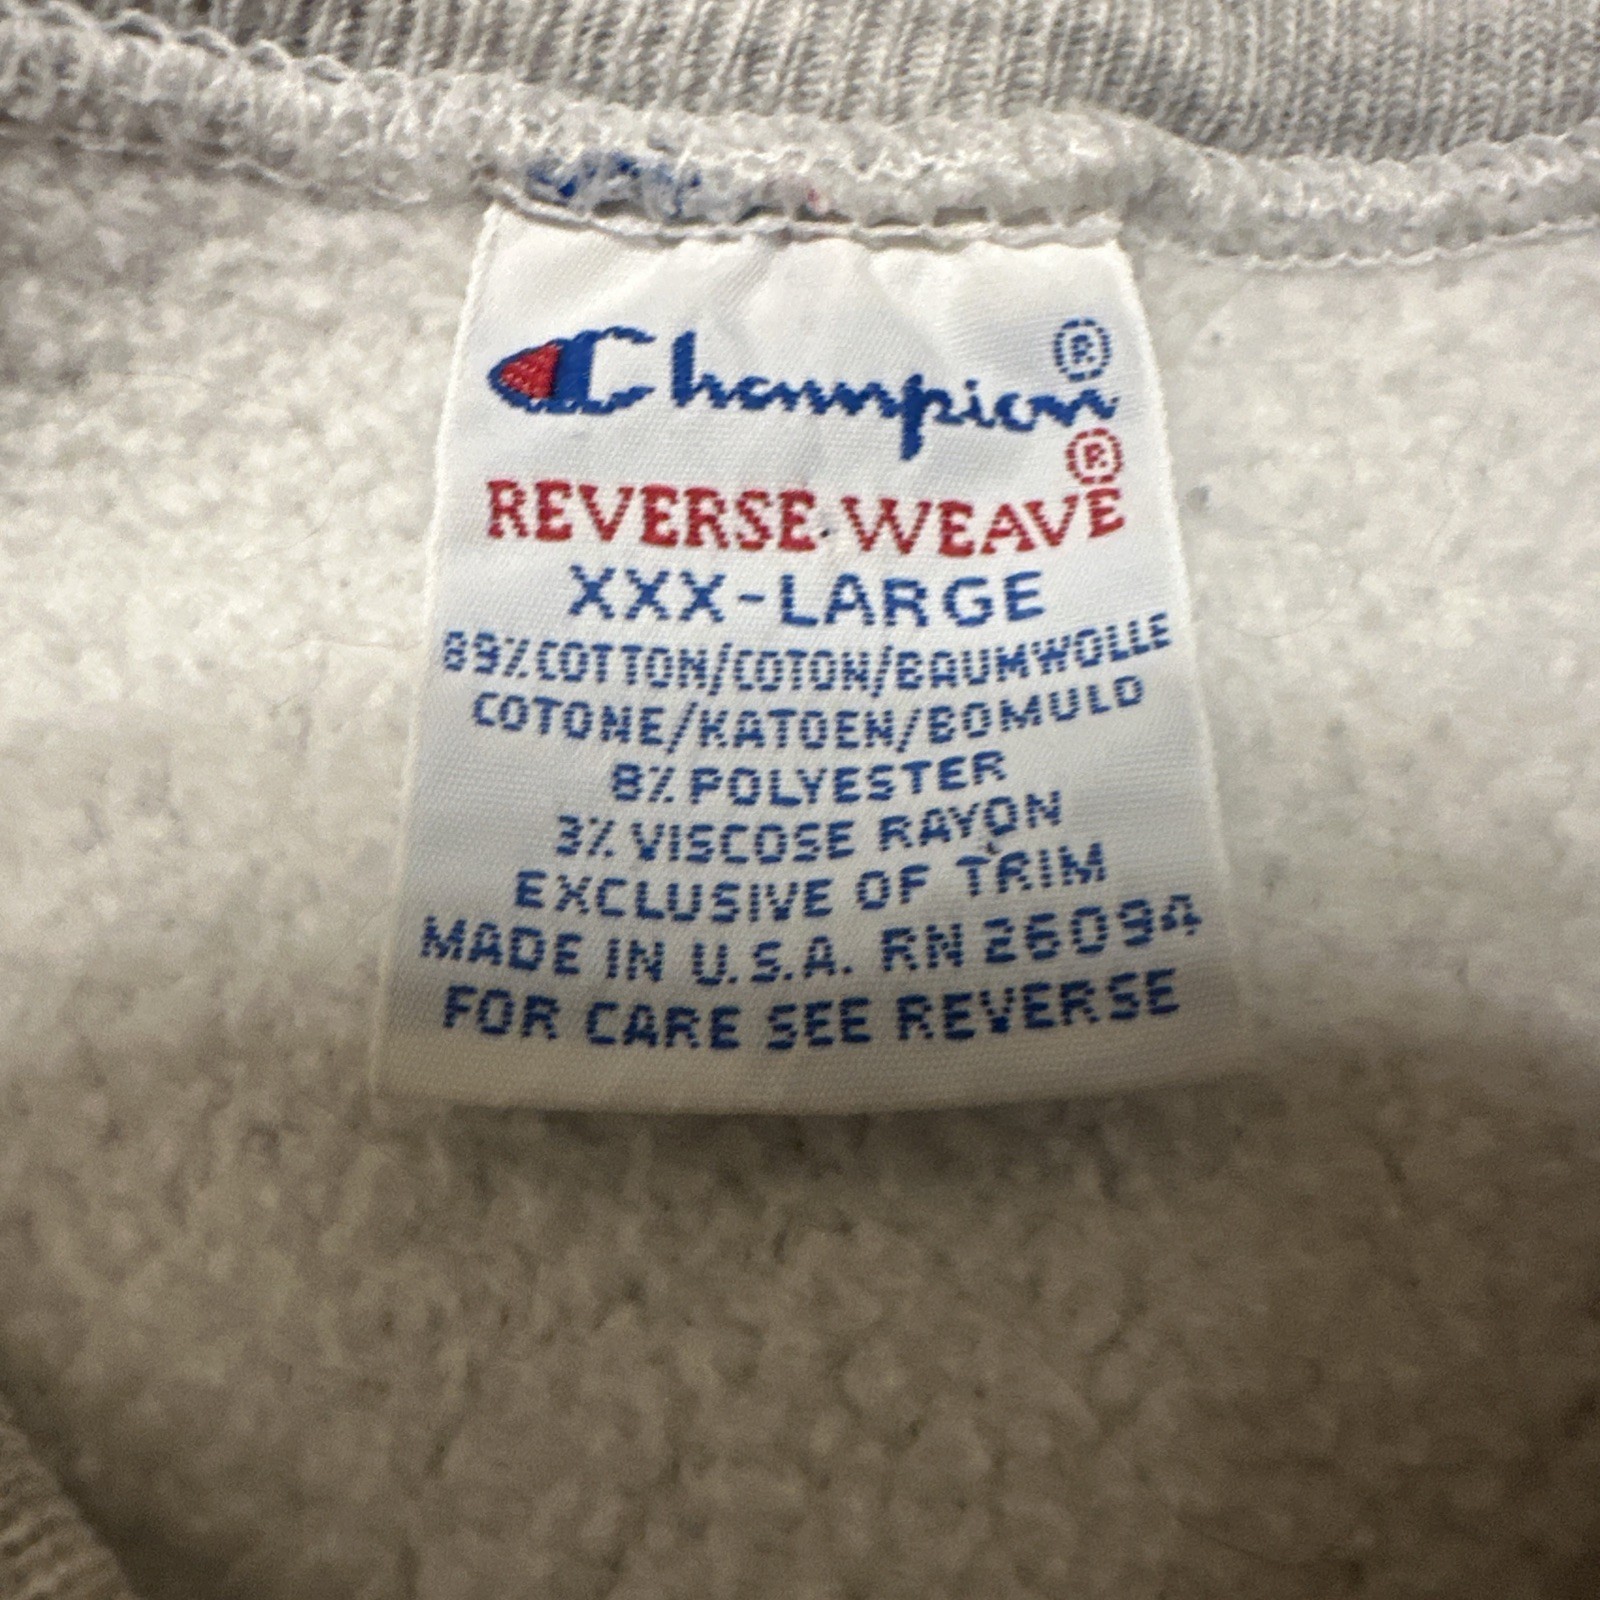 Champion®
REVERSE WEAVE®
XXX-LARGE
89% COTTON/COTON/BAUMWOLLE
COTONE/KATOEN/BOMULD
8% POLYESTER
3% VISCOSE RAYON
EXCLUSIVE OF TRIM
MADE IN U.S.A. RN 26094
FOR CARE SEE REVERSE